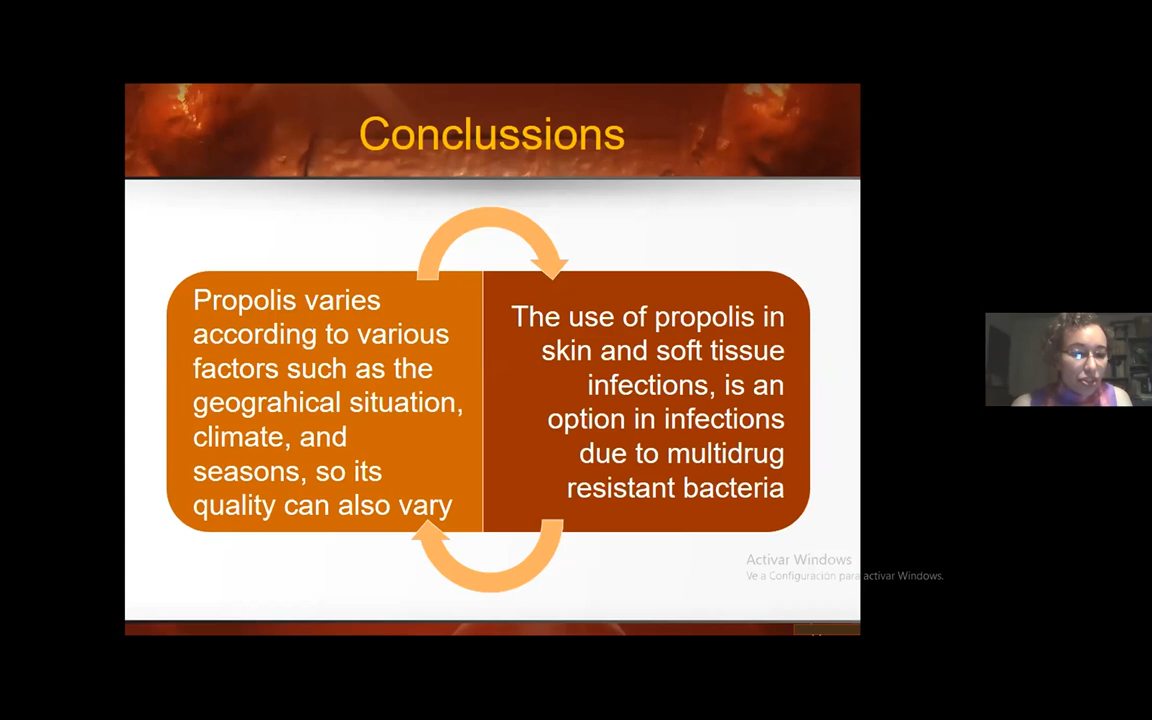 Conclussions
Propolis varies
according to various
factors such as the
geograhical situation,
climate, and
seasons, so its
quality can also vary
The use of propolis in
skin and soft tissue
infections, is an
option in infections
due to multidrug
resistant bacteria
Activar Windows
Ve a Configuración para activar Windows.